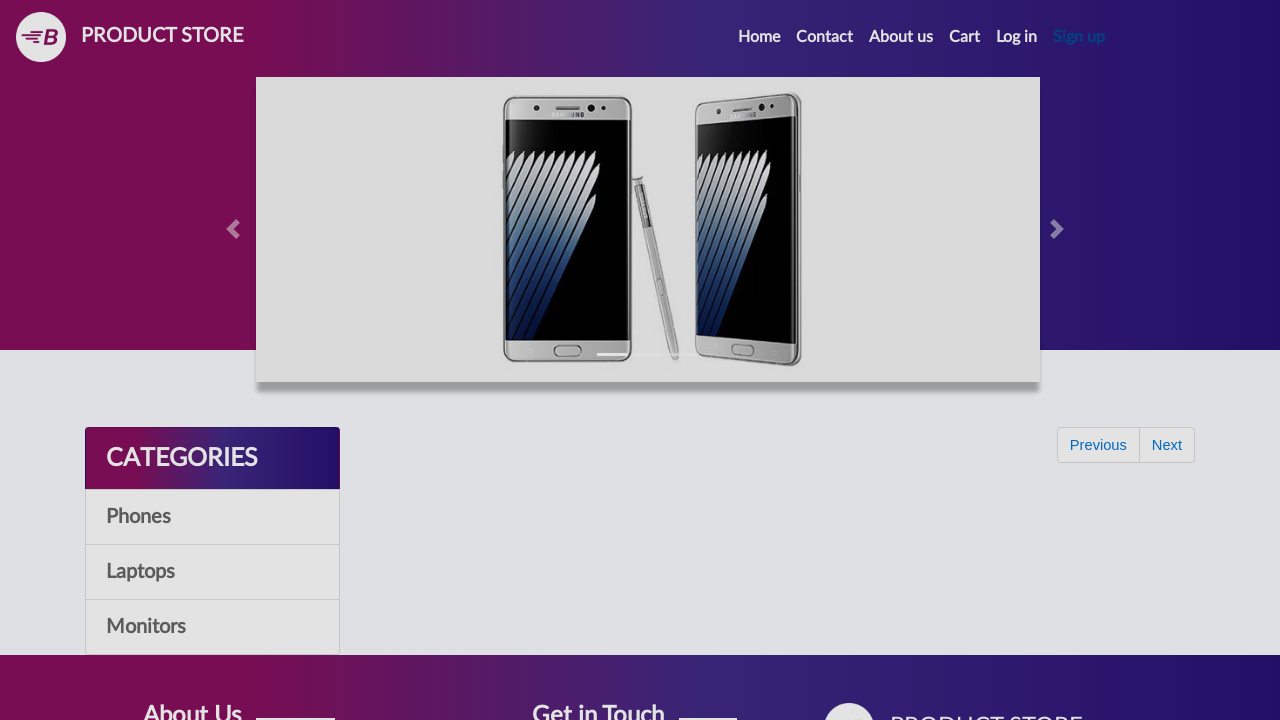 PRODUCT STORE
Home Contact About us Cart Log in Sign up
SAMSUNG SAMSUNG
CATEGORIES
Previous Next
Phones
Laptops
Monitors
About Us Get in Touch PRODUCT STORE